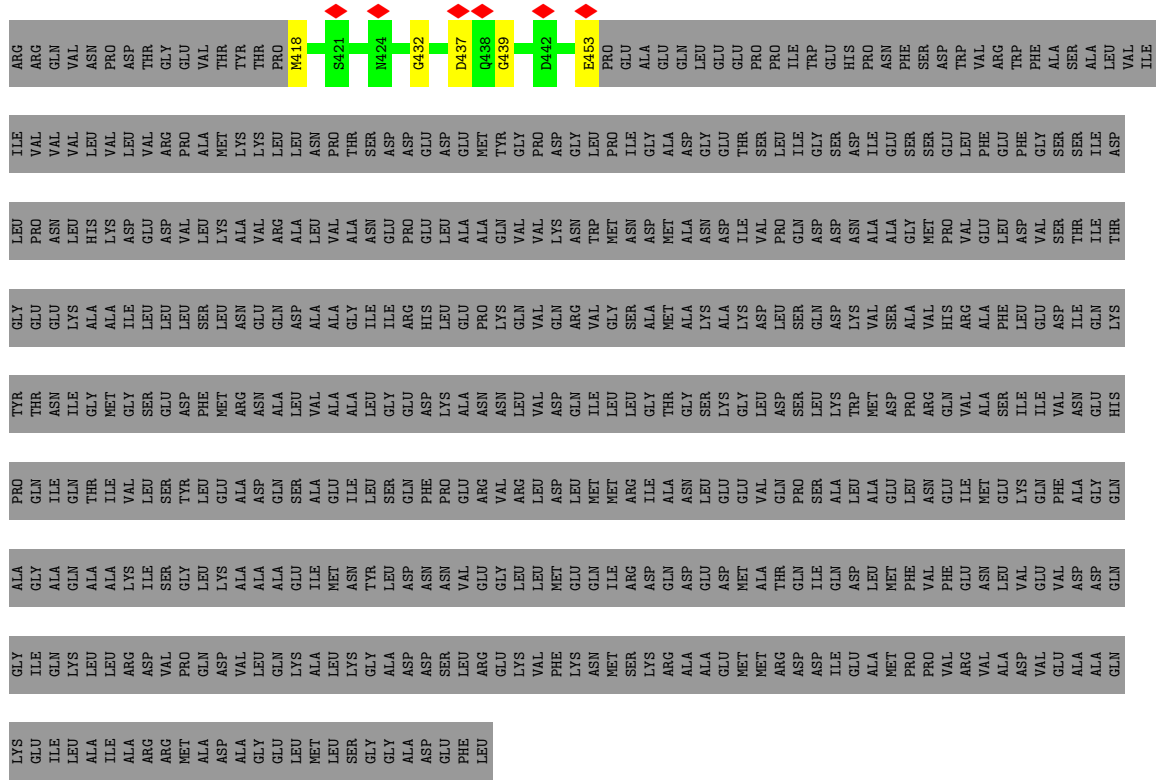 ARG ARG GLN VAL ASN PRO ASP THR GLY GLU VAL THR TYR THR PRO M418 S421 N424 G432 D437 Q438 G439 D442 E453 PRO GLU ALA GLU GLN LEU GLU GLU PRO PRO ILE TRP GLU HIS PRO ASN PHE SER ASP TRP VAL ARG TRP PHE ALA SER ALA LEU VAL ILE
ILE VAL VAL VAL LEU VAL LEU VAL ARG PRO ALA MET LYS LYS LEU LEU ASN PRO THR SER ASP ASP GLU ASP GLU MET TYR GLY PRO ASP GLY LEU PRO ILE GLY ALA ASP GLY GLU THR SER LEU ILE GLY SER ASP ILE GLU SER SER GLU LEU PHE GLU PHE GLY SER SER ILE ASP
LEU PRO ASN LEU HIS LYS ASP GLU ASP VAL LEU LYS ALA VAL ARG ALA LEU VAL ALA ASN GLU PRO GLU LEU ALA ALA GLN VAL VAL LYS ASN TRP MET ASN ASP MET ALA ASN ASP ILE VAL PRO GLN ASP ASP ASN ALA ALA GLY MET PRO VAL GLU LEU ASP VAL SER THR ILE THR
GLY GLU GLU LYS ALA ALA ILE LEU LEU LEU SER LEU ASN GLU GLN ASP ALA ALA GLY ILE ILE ARG HIS LEU GLU PRO LYS GLN VAL GLN ARG VAL GLY SER ALA MET ALA LYS ALA LYS ASP LEU SER GLN ASP LYS VAL SER ALA VAL HIS ARG ALA PHE LEU GLU ASP ILE GLN LYS
TYR THR ASN ILE GLY MET GLY SER GLU ASP PHE MET ARG ASN ALA LEU VAL ALA ALA LEU GLY GLU ASP LYS ALA ASN ASN LEU VAL ASP GLN ILE LEU LEU GLY THR GLY SER LYS GLY LEU ASP SER LEU LYS TRP MET ASP PRO ARG GLN VAL ALA SER ILE ILE VAL ASN GLU HIS
PRO GLN ILE GLN THR ILE VAL LEU SER TYR LEU GLU ALA ASP GLN SER ALA GLU ILE LEU SER GLN PHE PRO GLU ARG VAL ARG LEU ASP LEU MET MET ARG ILE ALA ASN LEU GLU GLU VAL GLN PRO SER ALA LEU ALA GLU LEU ASN GLU ILE MET GLU LYS GLN PHE ALA GLY GLN
ALA GLY ALA GLN ALA ALA LYS ILE SER GLY LEU LYS ALA ALA ALA GLU ILE MET ASN TYR LEU ASP ASN ASN VAL GLU GLY LEU LEU MET GLU GLN ILE ARG ASP GLN ASP GLU ASP MET ALA THR GLN ILE GLN ASP LEU MET PHE VAL PHE GLU ASN LEU VAL GLU VAL ASP ASP GLN
GLY ILE GLN LYS LEU LEU ARG ASP VAL PRO GLN ASP VAL LEU GLN LYS ALA LEU LYS GLY ALA ASP ASP SER LEU ARG GLU LYS VAL PHE LYS ASN MET SER LYS ARG ALA ALA GLU MET MET ARG ASP ASP ILE GLU ALA MET PRO PRO VAL ARG VAL ALA ASP VAL GLU ALA ALA GLN
LYS GLU ILE LEU ALA ILE ALA ARG ARG MET ALA ASP ALA GLY GLU LEU MET LEU SER GLY GLY ALA ASP GLU PHE LEU